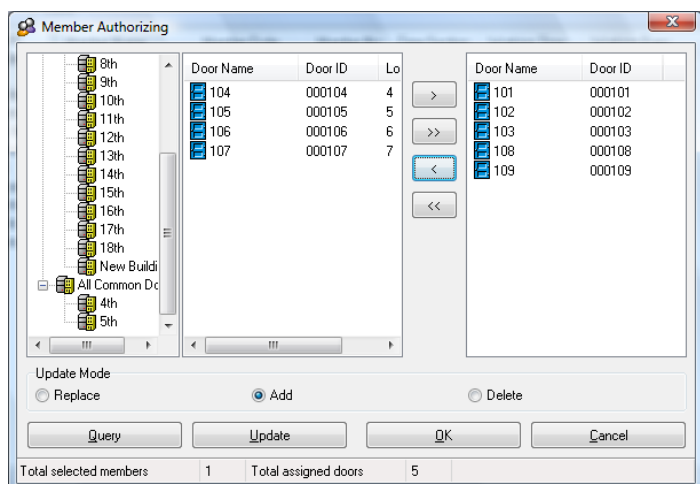 Member Authorizing
8th
9th
10th
11th
12th
13th
14th
15th
16th
17th
18th
New Buildi
All Common Do
4th
5th
Door Name Door ID Lo
104 000104 4
105 000105 5
106 000106 6
107 000107 7
>
>>
<
<<
Door Name Door ID
101 000101
102 000102
103 000103
108 000108
109 000109
Update Mode
Replace Add Delete
Query Update OK Cancel
Total selected members 1 Total assigned doors 5